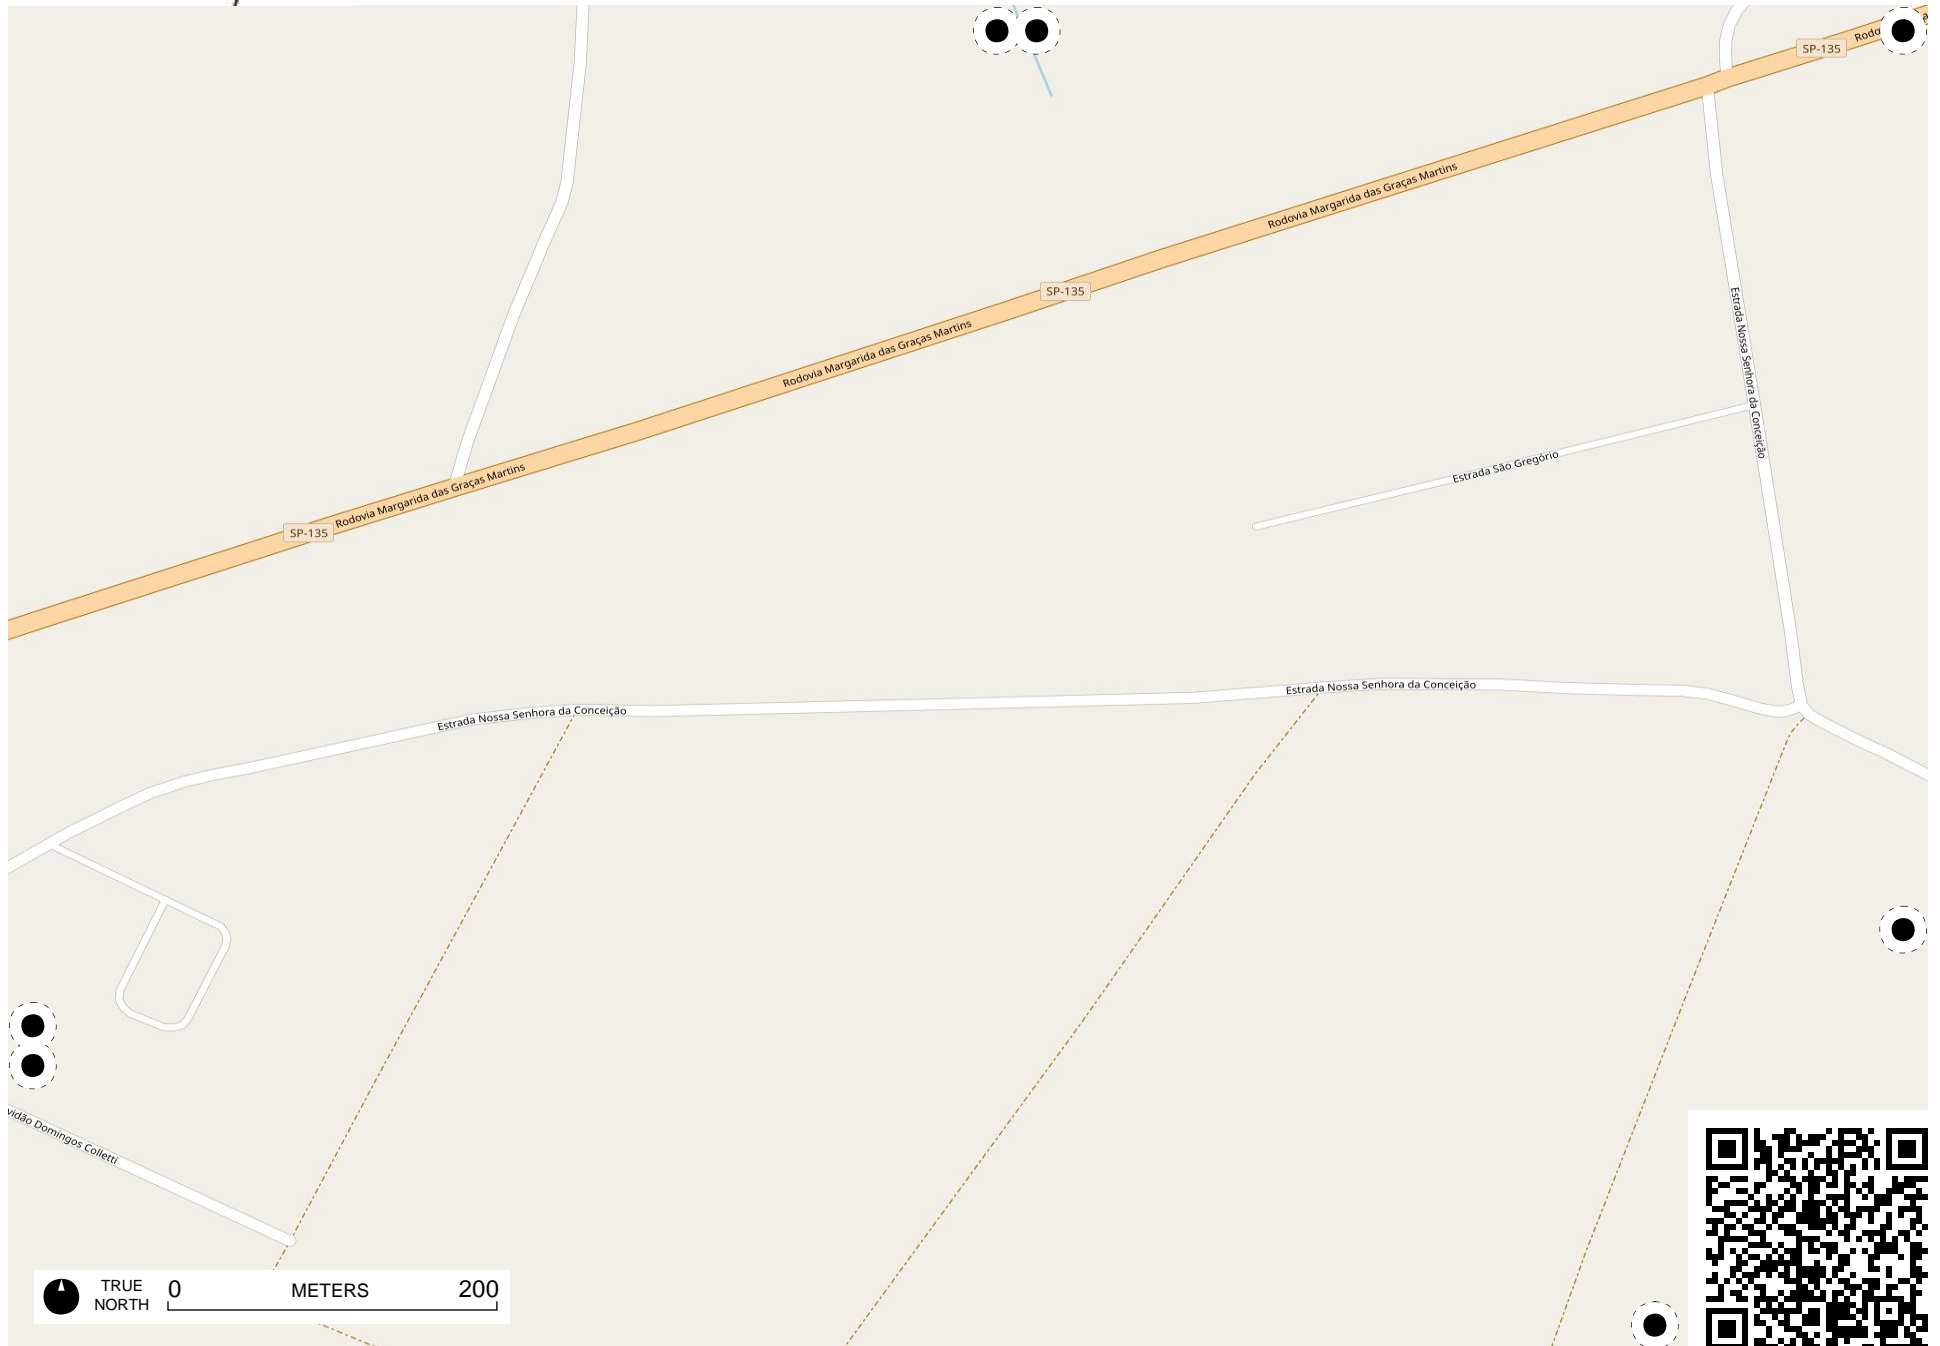 SP-135
Rodovia Margarida das Graças Martins
Estrada Nossa Senhora da Conceição
SP-135
Rodovia Margarida das Graças Martins
Estrada São Gregório
Rodovia Margarida das Graças Martins
SP-135
Estrada Nossa Senhora da Conceição
Estrada Nossa Senhora da Conceição
Domingos Colletti
TRUE NORTH
0 METERS 200